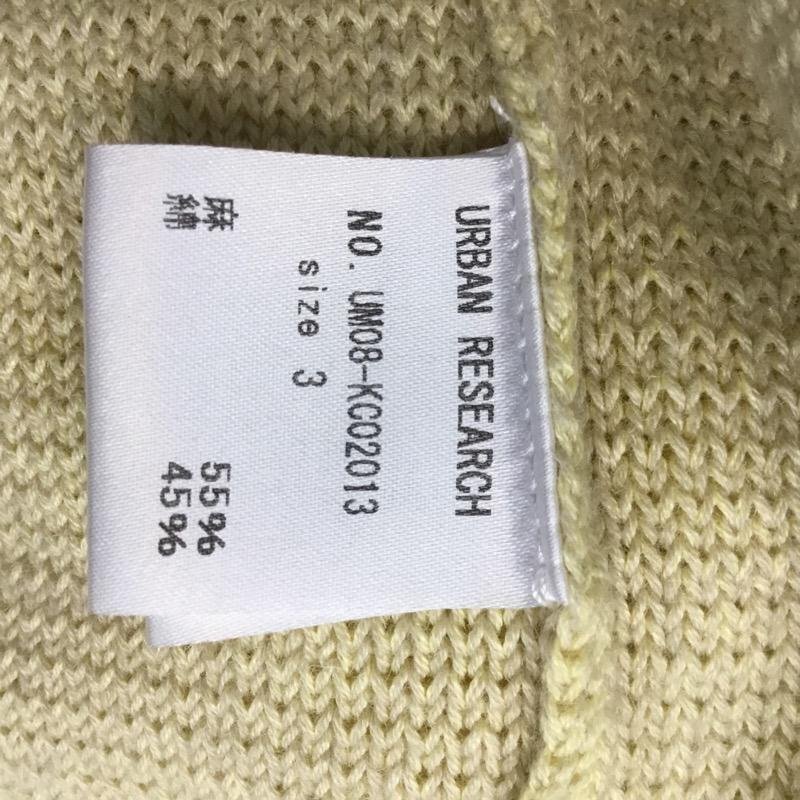 URBAN RESEARCH
NO. UM08-KC02013
size 3
麻 55%
綿 45%